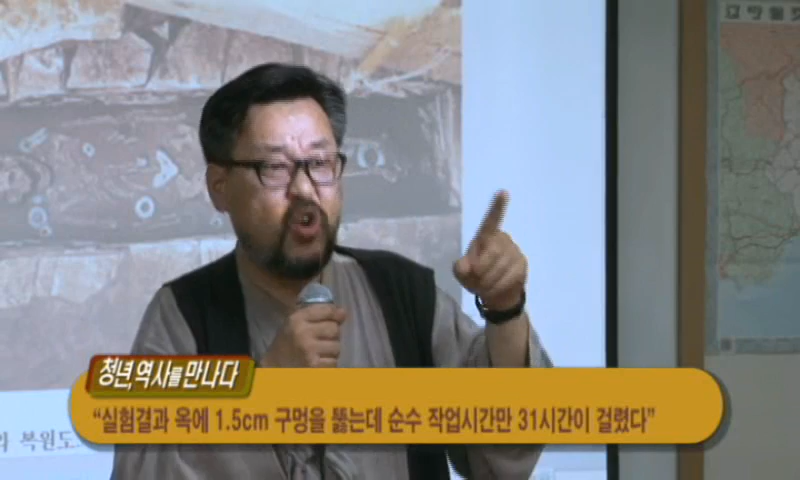 청년, 역사를 만나다
"실험결과 옥에 1.5cm 구멍을 뚫는데 순수 작업시간만 31시간이 걸렸다"
복원도